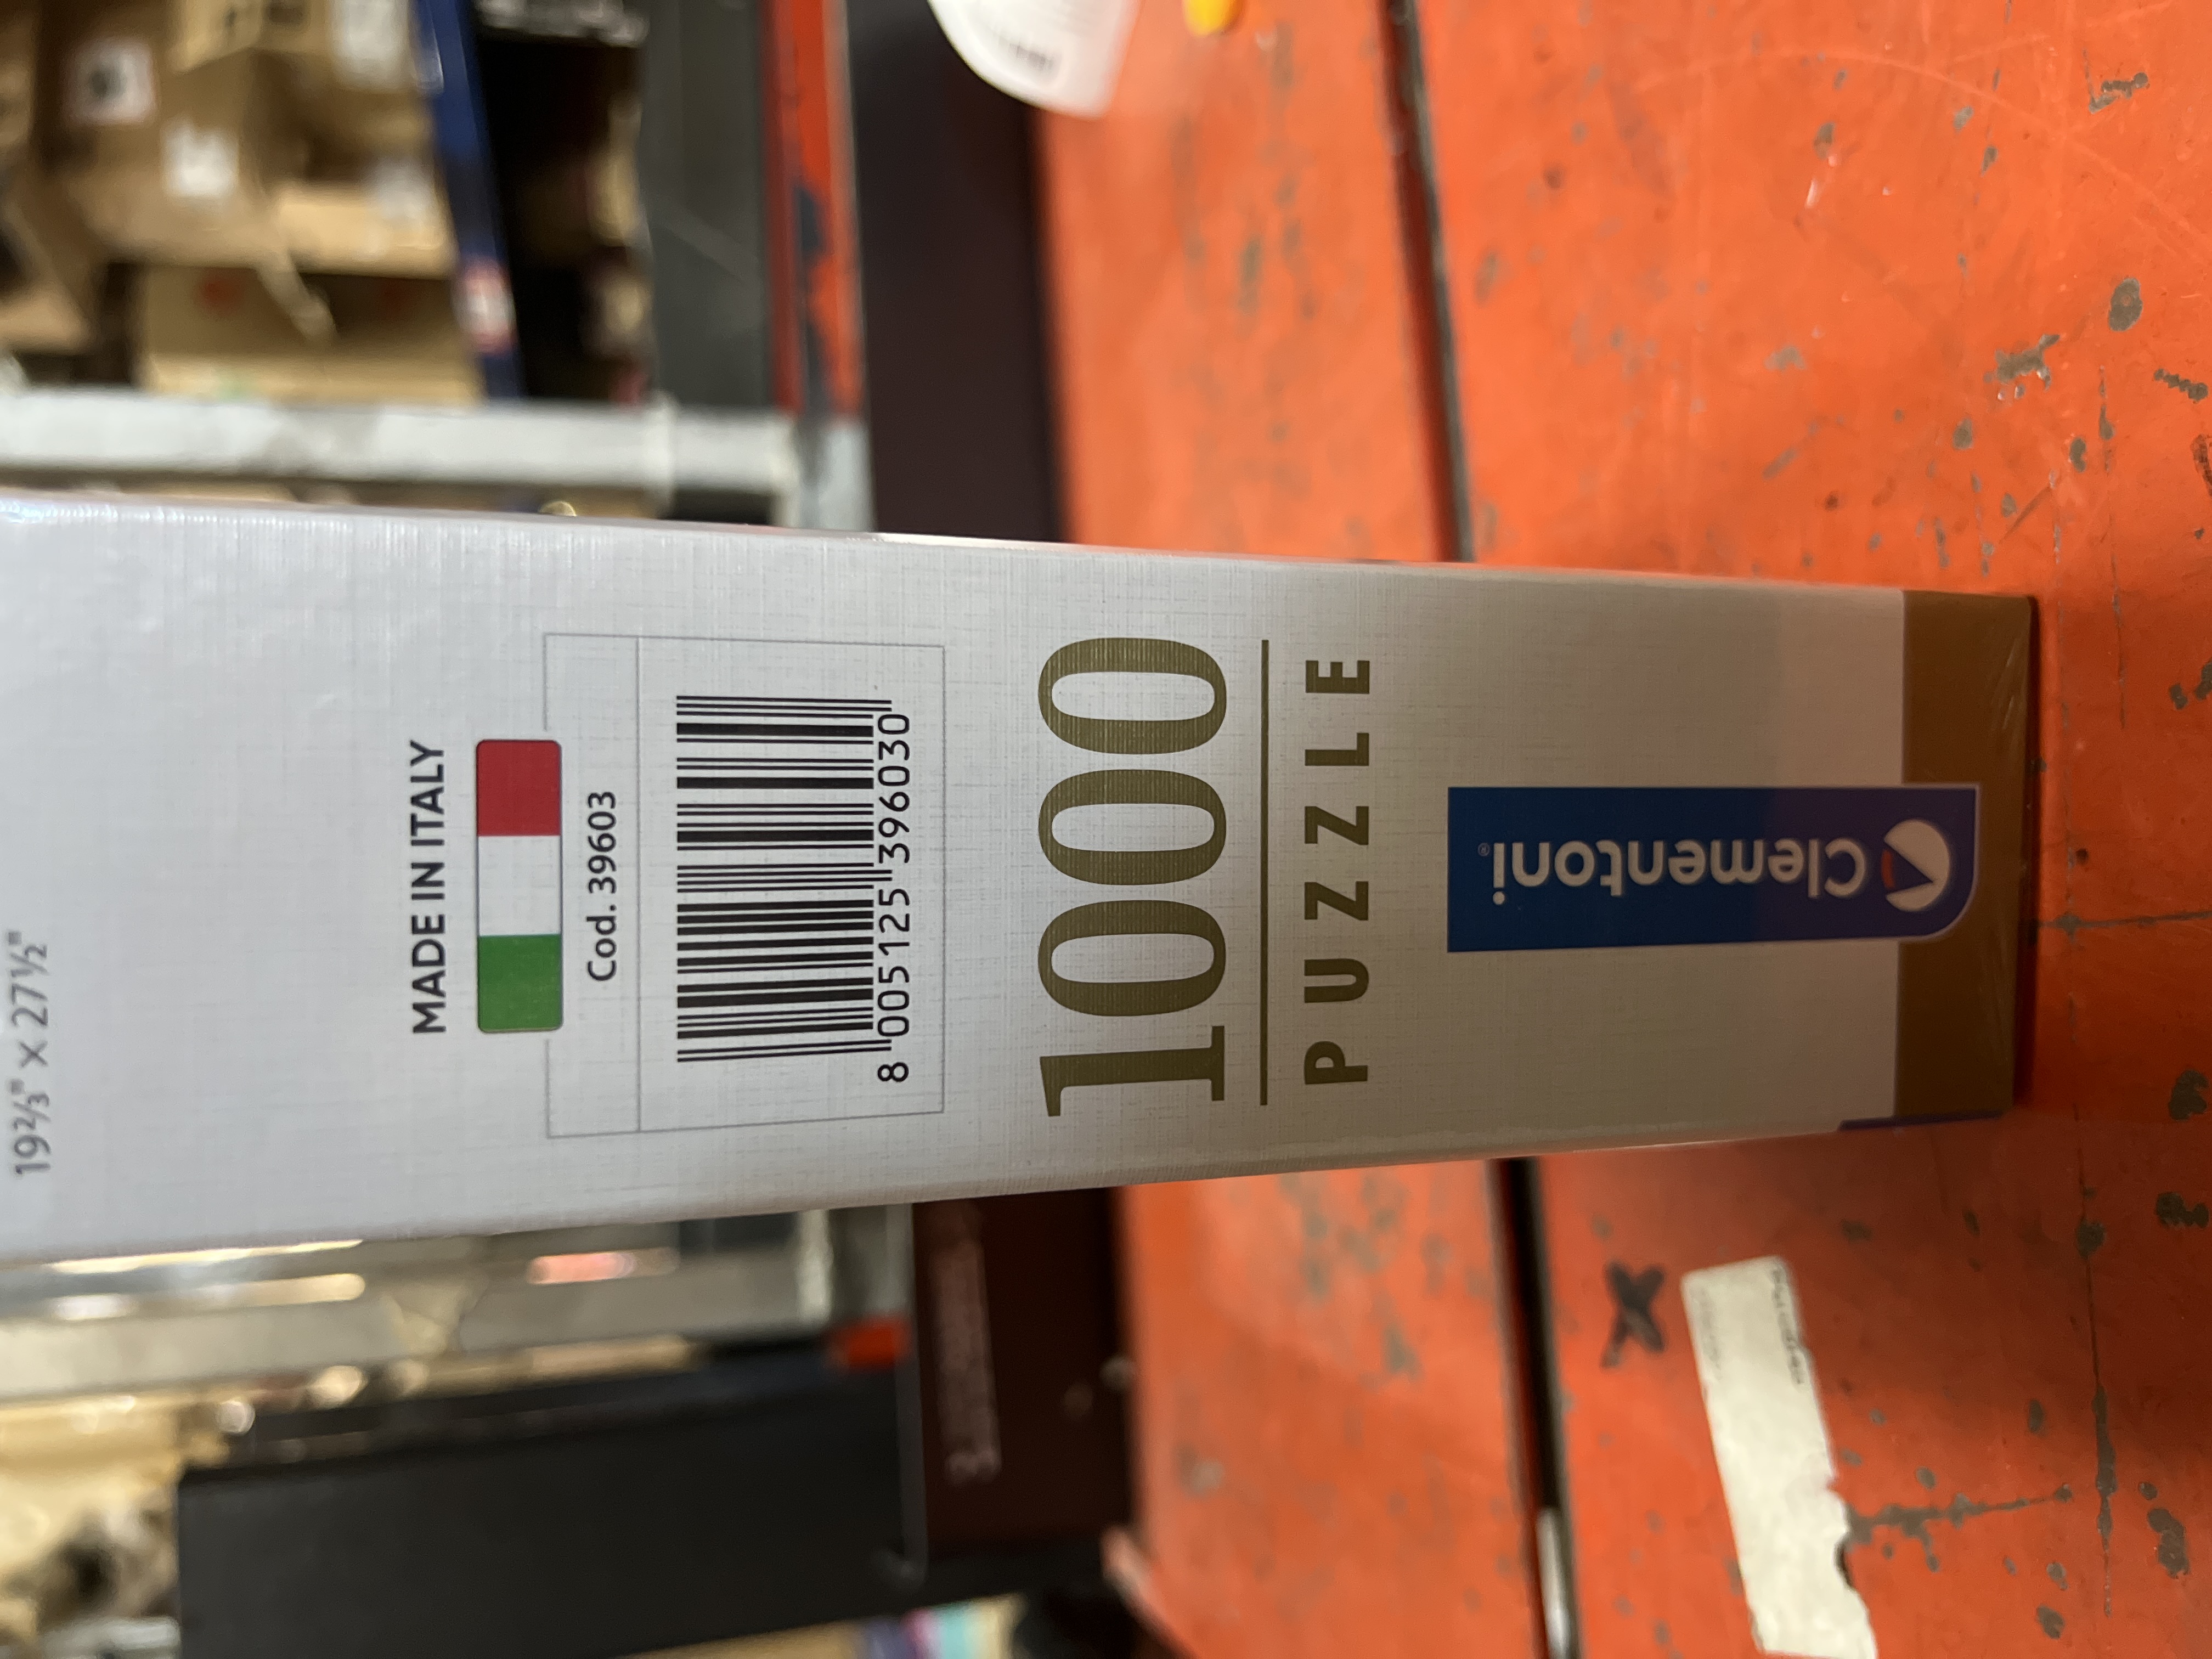 19⅔" x 27½"
MADE IN ITALY
Cod. 39603
8 005125 396030
1000
PUZZLE
Clementoni®
X